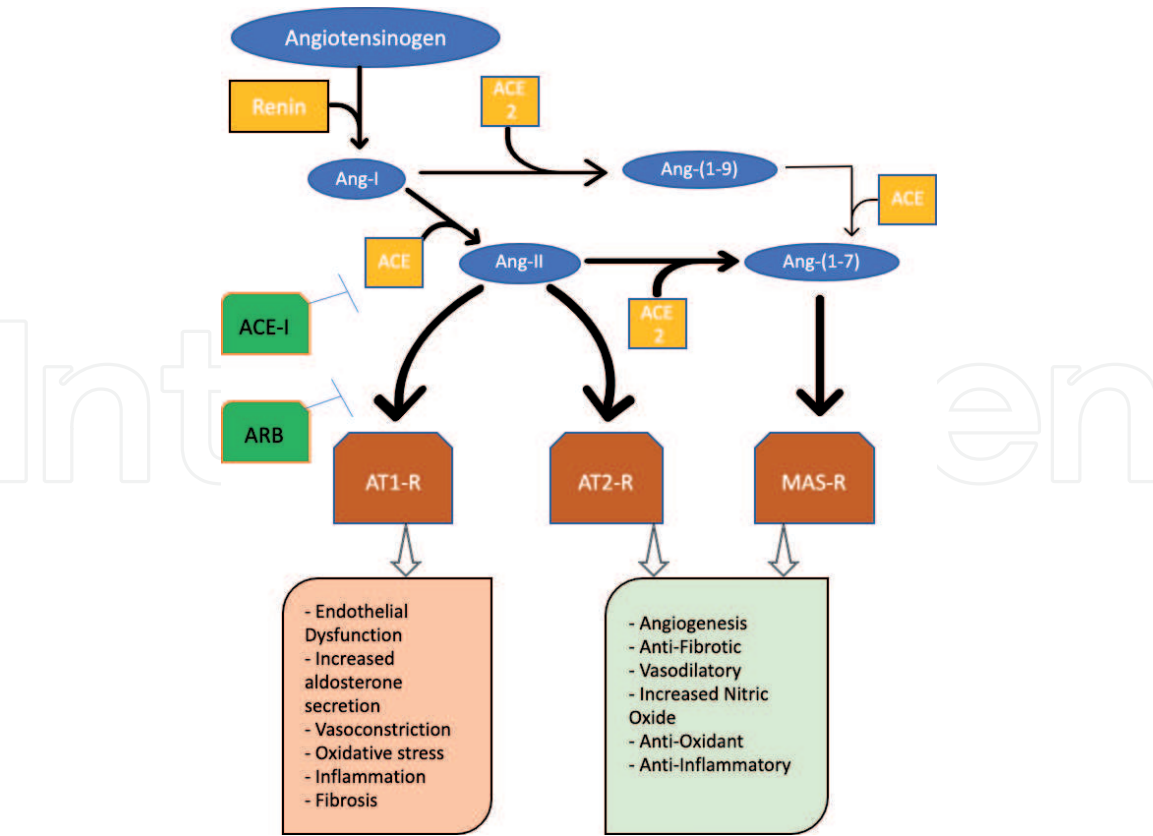 Angiotensinogen
Renin
ACE
2
Ang-I
Ang-(1-9)
ACE
ACE
Ang-II
Ang-(1-7)
ACE
2
ACE-I
ARB
AT1-R
AT2-R
MAS-R
- Endothelial
Dysfunction
- Increased
aldosterone
secretion
- Vasoconstriction
- Oxidative stress
- Inflammation
- Fibrosis
- Angiogenesis
- Anti-Fibrotic
- Vasodilatory
- Increased Nitric
Oxide
- Anti-Oxidant
- Anti-Inflammatory
Int
en